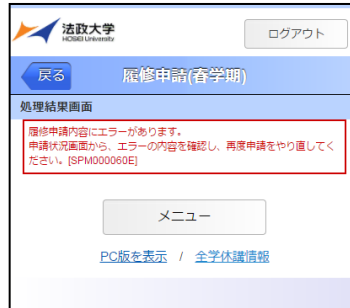 法政大学
HOSEI University
ログアウト
戻る
履修申請(春学期)
処理結果画面
履修申請内容にエラーがあります。
申請状況画面から、エラーの内容を確認し、再度申請をやり直してく
ださい。[SPM000060E]
メニュー
PC版を表示 / 全学休講情報